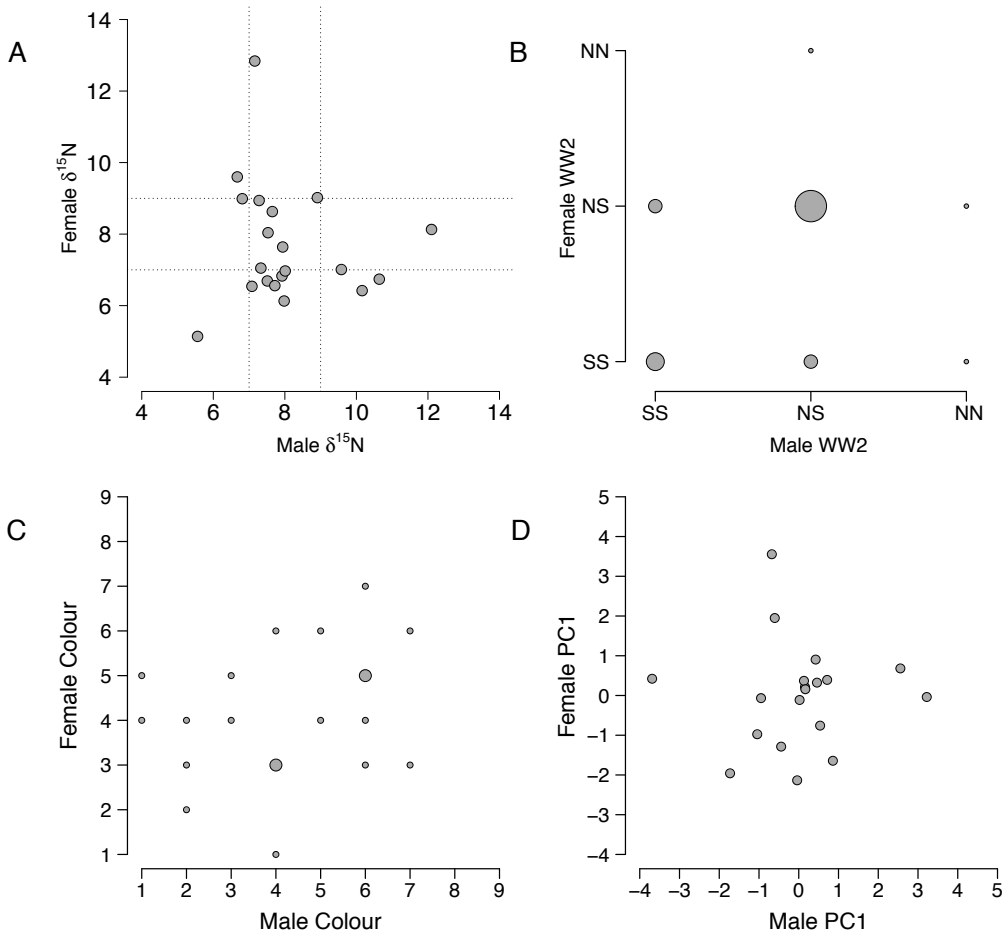 A
14
12
10
8
6
4
Female δ¹⁵N
4 6 8 10 12 14
Male δ¹⁵N
B
NN
NS
SS
Female WW2
SS NS NN
Male WW2
C
9
8
7
6
5
4
3
2
1
Female Colour
1 2 3 4 5 6 7 8 9
Male Colour
D
5
4
3
2
1
0
−1
−2
−3
−4
Female PC1
−4 −3 −2 −1 0 1 2 3 4 5
Male PC1